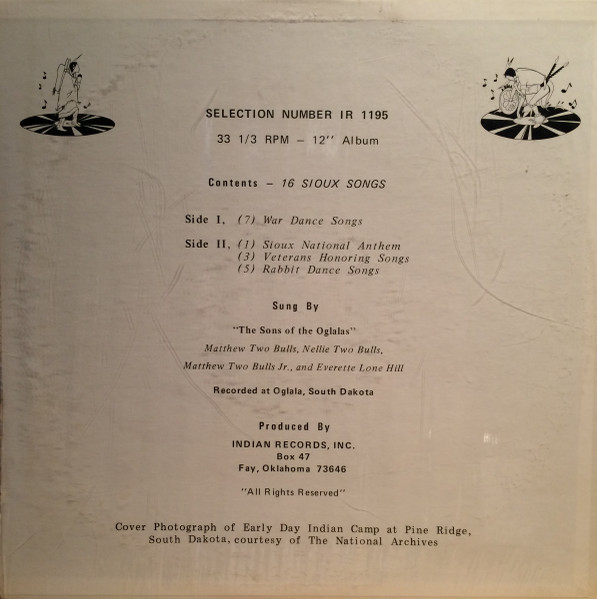 SELECTION NUMBER IR 1195
33 1/3 RPM – 12" Album
Contents – 16 SIOUX SONGS
Side I, (7) War Dance Songs
Side II, (1) Sioux National Anthem
(3) Veterans Honoring Songs
(5) Rabbit Dance Songs
Sung By
"The Sons of the Oglalas"
Matthew Two Bulls, Nellie Two Bulls,
Matthew Two Bulls Jr., and Everette Lone Hill
Recorded at Oglala, South Dakota
Produced By
INDIAN RECORDS, INC.
Box 47
Fay, Oklahoma 73646
"All Rights Reserved"
Cover Photograph of Early Day Indian Camp at Pine Ridge,
South Dakota, courtesy of The National Archives